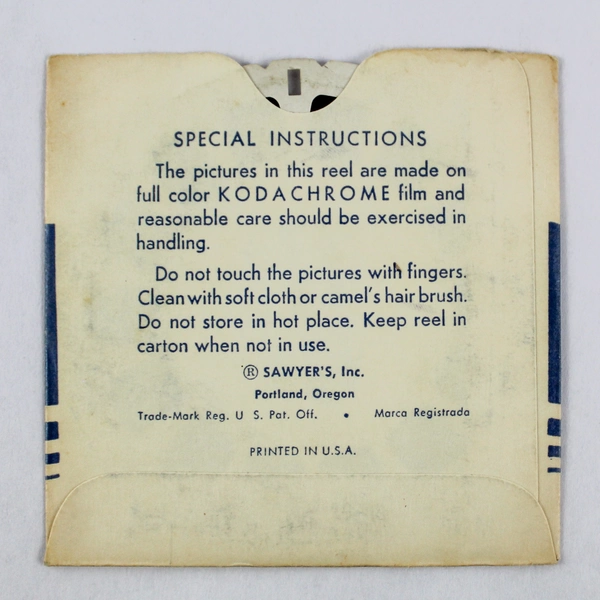 SPECIAL INSTRUCTIONS
The pictures in this reel are made on
full color KODACHROME film and
reasonable care should be exercised in
handling.
Do not touch the pictures with fingers.
Clean with soft cloth or camel's hair brush.
Do not store in hot place. Keep reel in
carton when not in use.
® SAWYER'S, Inc.
Portland, Oregon
Trade-Mark Reg. U S. Pat. Off. • Marca Registrada
PRINTED IN U.S.A.